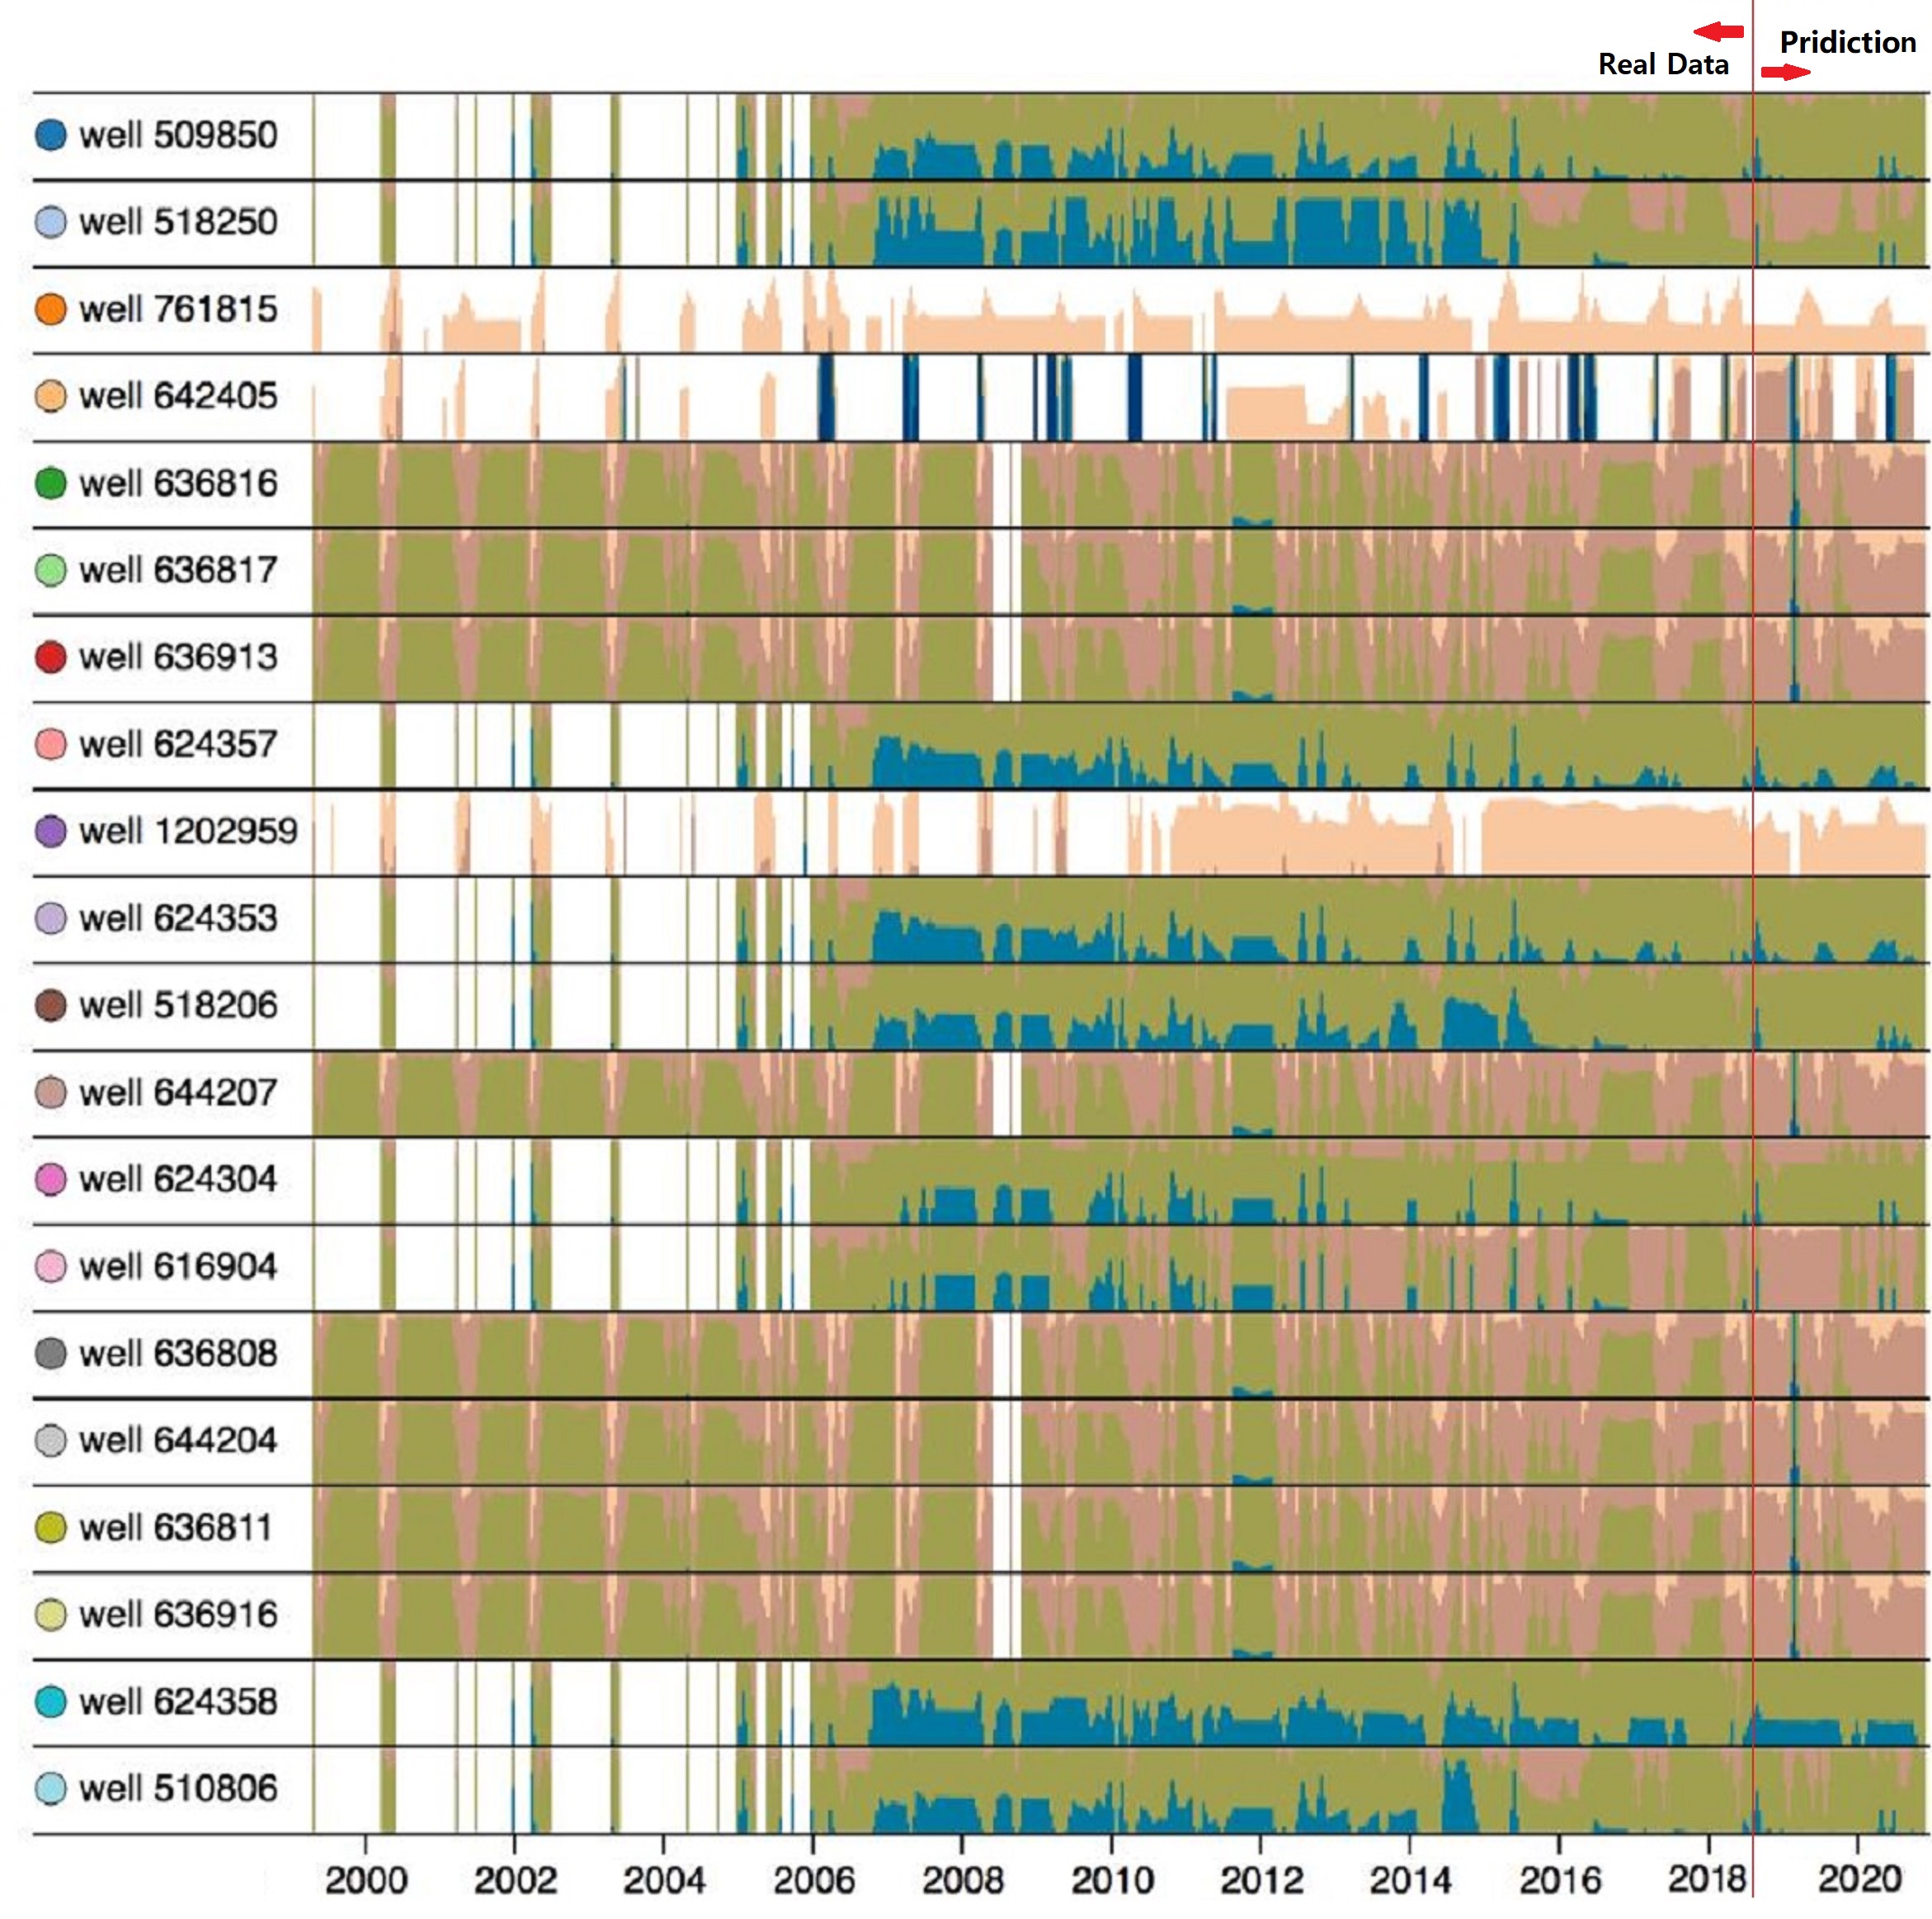 Pridiction
Real Data
well 509850
well 518250
well 761815
well 642405
well 636816
well 636817
well 636913
well 624357
well 1202959
well 624353
well 518206
well 644207
well 624304
well 616904
well 636808
well 644204
well 636811
well 636916
well 624358
well 510806
2000 2002 2004 2006 2008 2010 2012 2014 2016 2018 2020